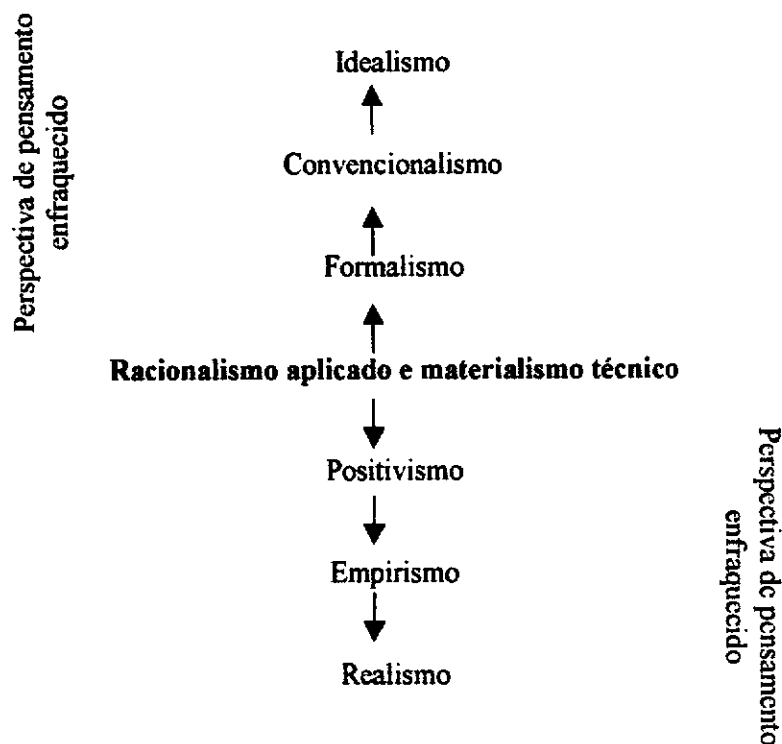 Perspectiva de pensamento
enfraquecido
Idealismo
Convencionalismo
Formalismo
Racionalismo aplicado e materialismo técnico
Positivismo
Empirismo
Realismo
Perspectiva de pensamento
enfraquecido